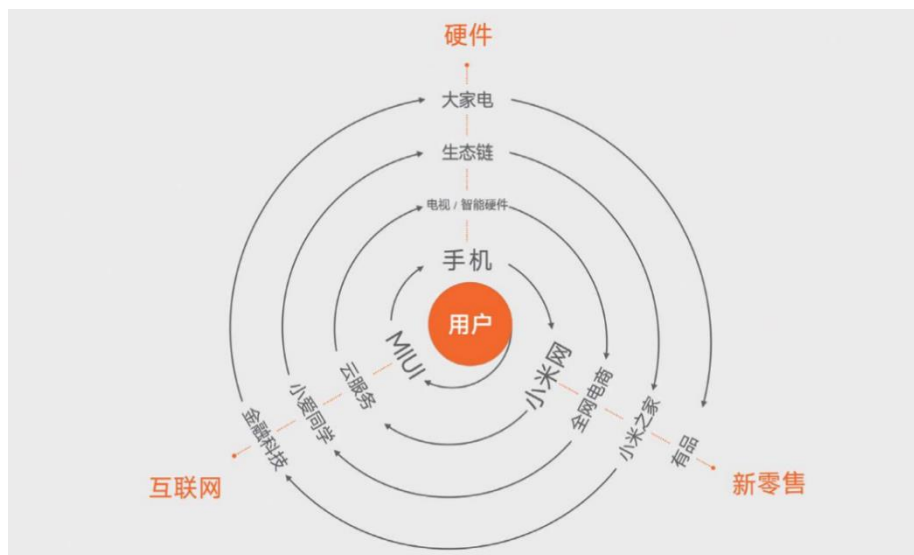 硬件
大家电
生态链
电视 / 智能硬件
手机
用户
MIUI
云服务
小爱同学
金融科技
互联网
小米网
全网电商
小米之家
有品
新零售